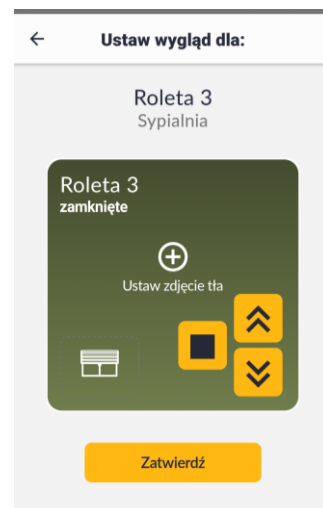 Ustaw wygląd dla:
Roleta 3
Sypialnia
Roleta 3
zamknięte
Ustaw zdjęcie tła
Zatwierdź